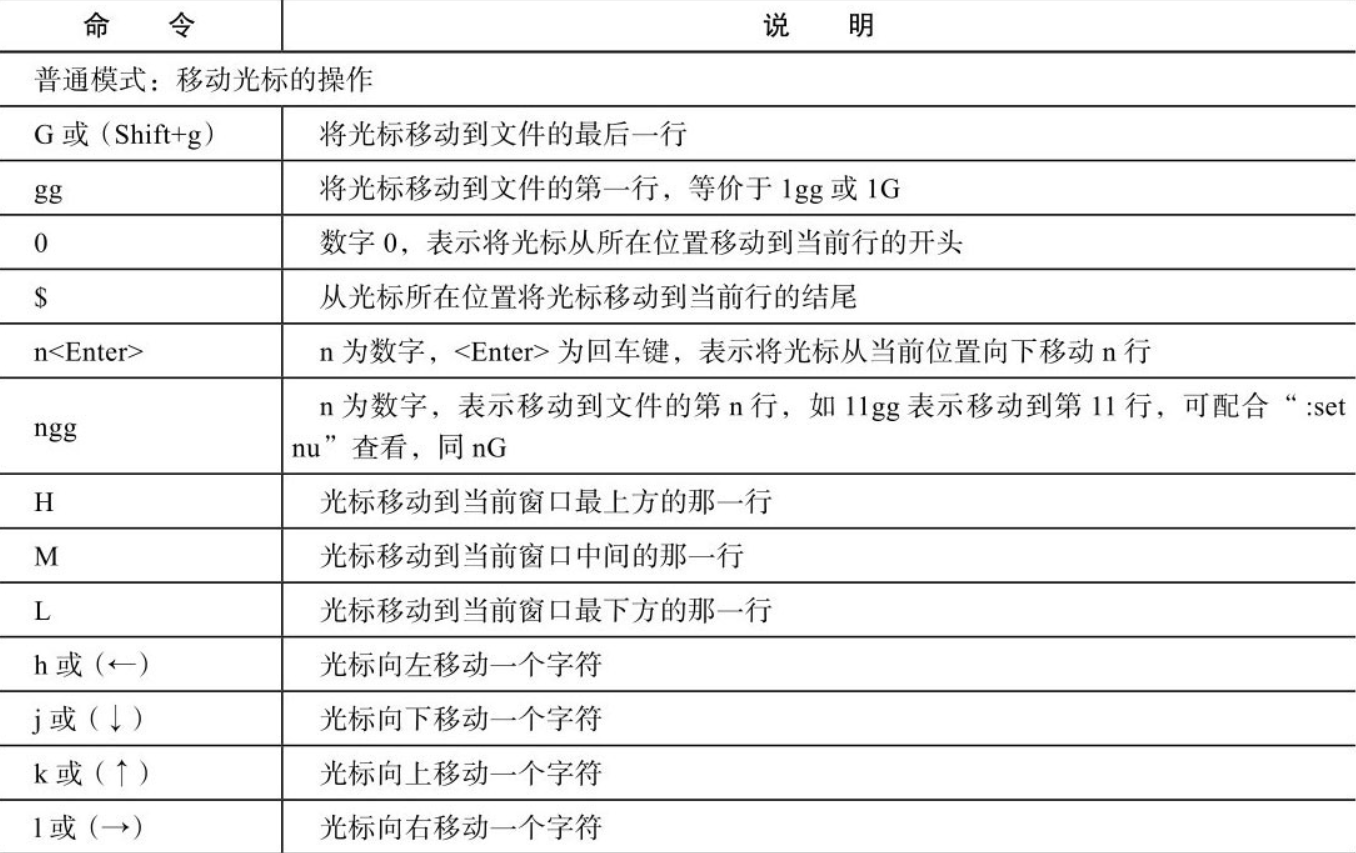 命 令 说 明
普通模式：移动光标的操作
G 或（Shift+g） 将光标移动到文件的最后一行
gg 将光标移动到文件的第一行，等价于 1gg 或 1G
0 数字 0，表示将光标从所在位置移动到当前行的开头
$ 从光标所在位置将光标移动到当前行的结尾
n<Enter> n 为数字，<Enter> 为回车键，表示将光标从当前位置向下移动 n 行
ngg n 为数字，表示移动到文件的第 n 行，如 11gg 表示移动到第 11 行，可配合“ :set
nu”查看，同 nG
H 光标移动到当前窗口最上方的那一行
M 光标移动到当前窗口中间的那一行
L 光标移动到当前窗口最下方的那一行
h 或（←） 光标向左移动一个字符
j 或（↓） 光标向下移动一个字符
k 或（↑） 光标向上移动一个字符
l 或（→） 光标向右移动一个字符